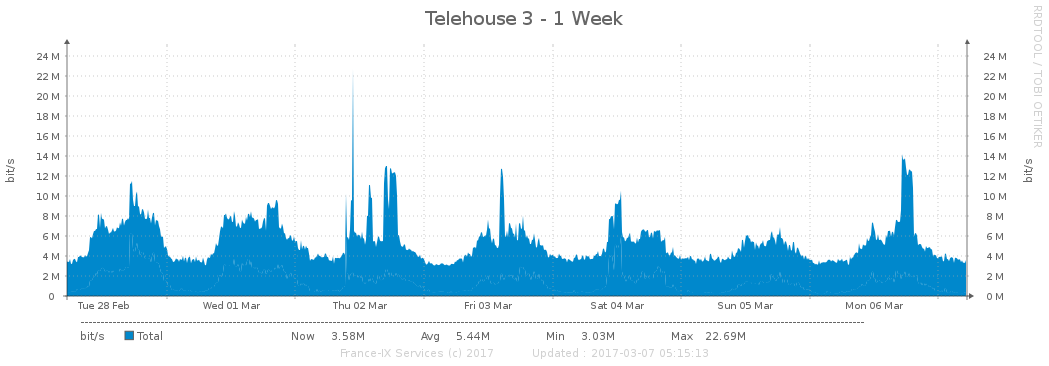 Telehouse 3 - 1 Week
RRDTOOL / TOBI OETIKER
bit/s
24 M 24 M
22 M 22 M
20 M 20 M
18 M 18 M
16 M 16 M
14 M 14 M
12 M 12 M
10 M 10 M
8 M 8 M
6 M 6 M
4 M 4 M
2 M 2 M
0 0 M
bit/s
Tue 28 Feb Wed 01 Mar Thu 02 Mar Fri 03 Mar Sat 04 Mar Sun 05 Mar Mon 06 Mar
bit/s Total Now 3.58M Avg 5.44M Min 3.03M Max 22.69M
France-IX Services (c) 2017 Updated : 2017-03-07 05:15:13